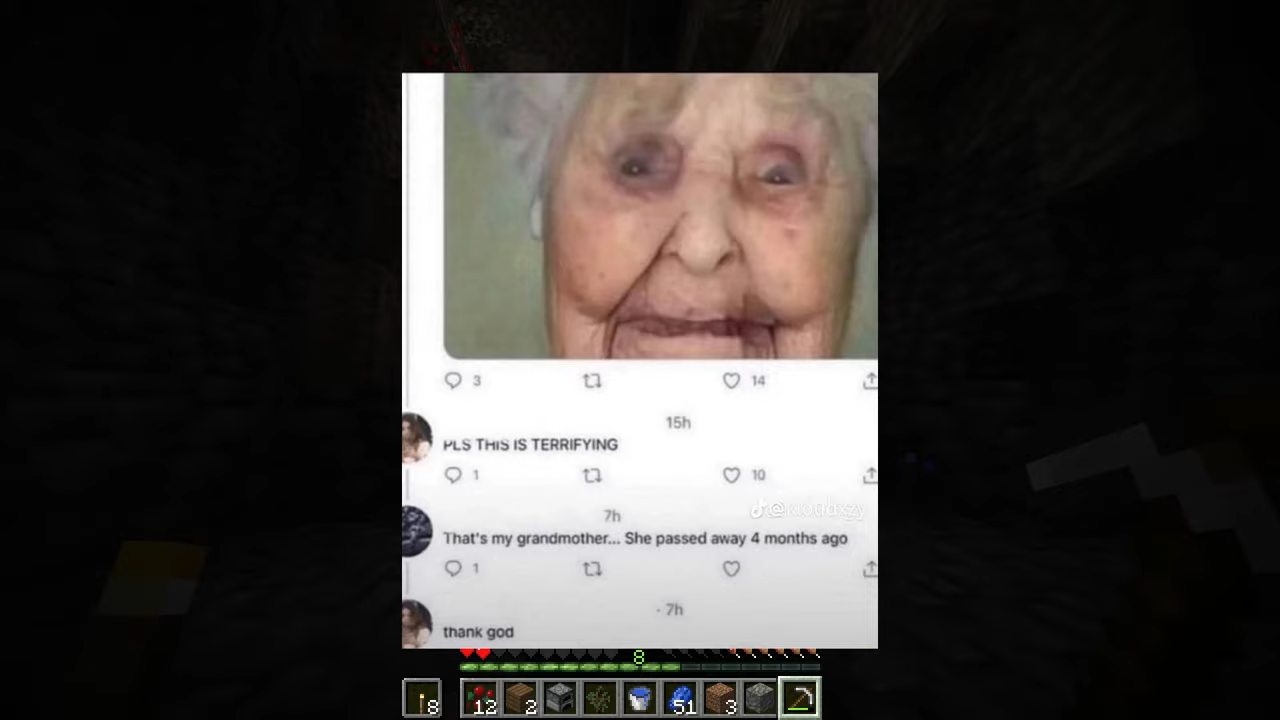 3
14
15h
PLS THIS IS TERRIFYING
1
10
7h
That's my grandmother... She passed away 4 months ago
1
· 7h
thank god
8
8
12
2
51
3